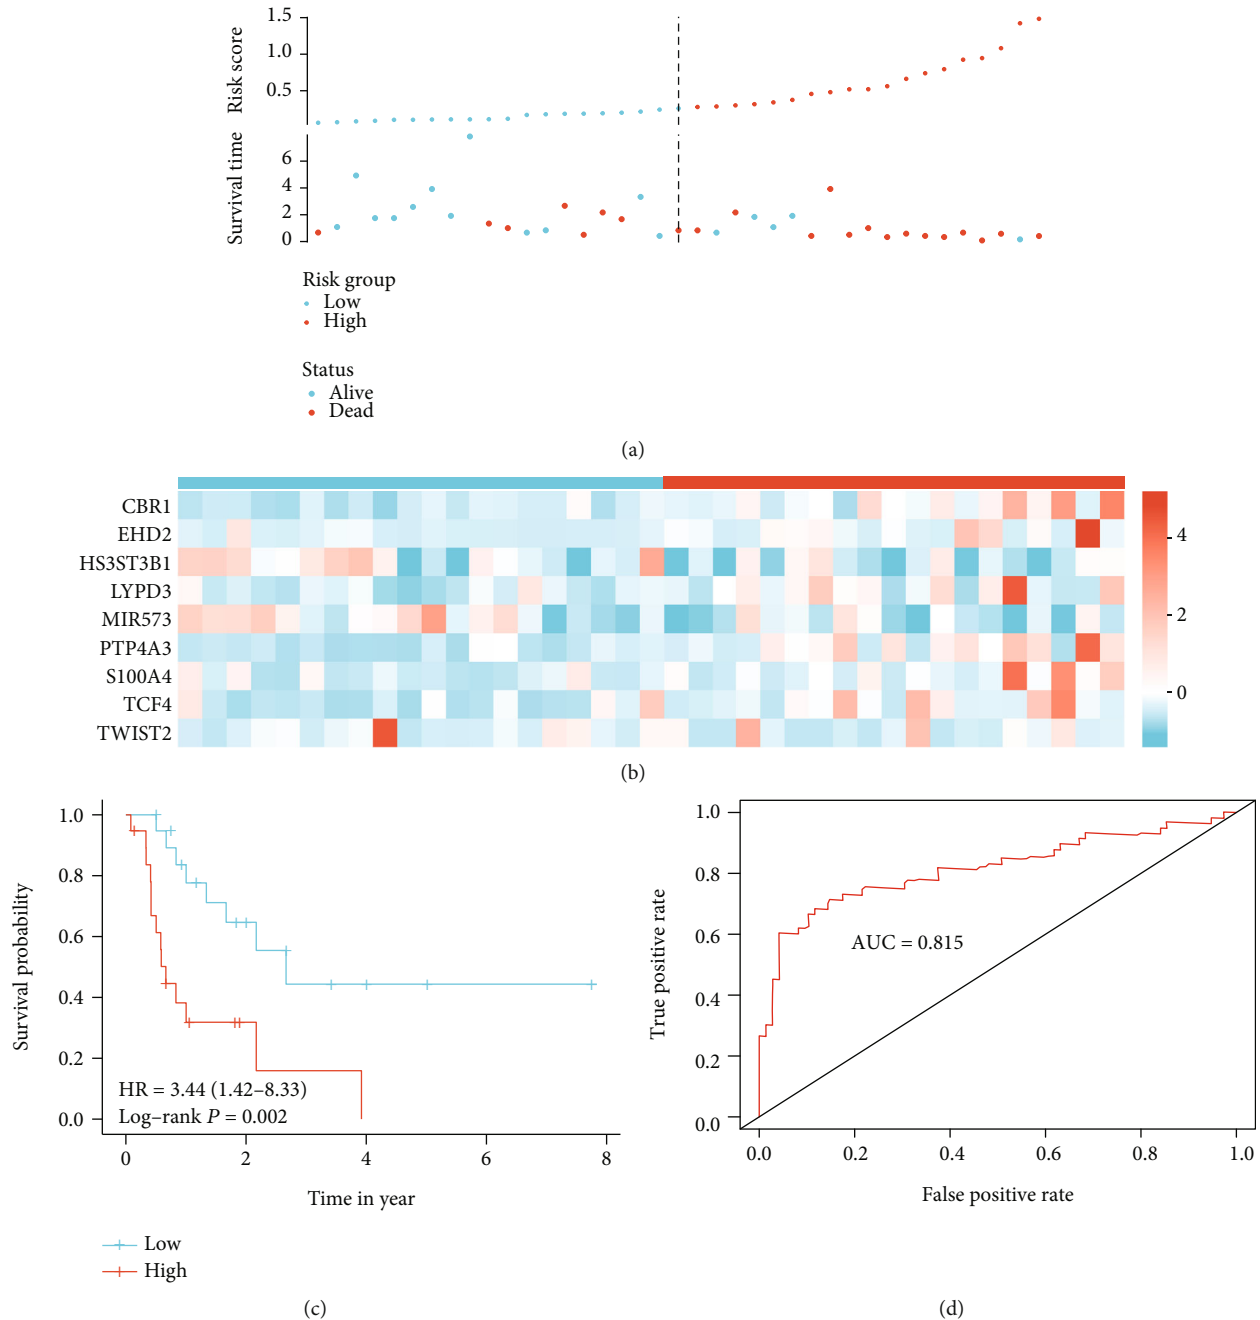 Risk score
1.5
1.0
0.5
Survival time
6
4
2
0
Risk group
Low
High
Status
Alive
Dead
(a)
CBR1
EHD2
HS3ST3B1
LYPD3
MIR573
PTP4A3
S100A4
TCF4
TWIST2
4
2
0
(b)
Survival probability
1.0
0.8
0.6
0.4
0.2
0.0
HR = 3.44 (1.42–8.33)
Log–rank P = 0.002
0 2 4 6 8
Time in year
Low
High
(c)
True positive rate
1.0
0.8
0.6
0.4
0.2
0.0
AUC = 0.815
0.0 0.2 0.4 0.6 0.8 1.0
False positive rate
(d)